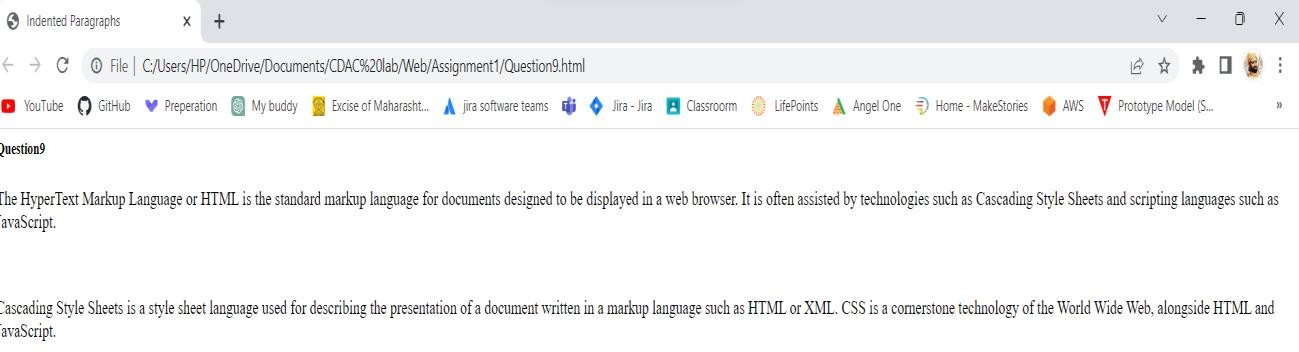 Indented Paragraphs
File | C:/Users/HP/OneDrive/Documents/CDAC%20lab/Web/Assignment1/Question9.html
YouTube GitHub Preperation My buddy Excise of Maharasht... jira software teams Jira - Jira Classroorm LifePoints Angel One Home - MakeStories AWS Prototype Model (S... »
Question9
The HyperText Markup Language or HTML is the standard markup language for documents designed to be displayed in a web browser. It is often assisted by technologies such as Cascading Style Sheets and scripting languages such as
JavaScript.
Cascading Style Sheets is a style sheet language used for describing the presentation of a document written in a markup language such as HTML or XML. CSS is a cornerstone technology of the World Wide Web, alongside HTML and
JavaScript.